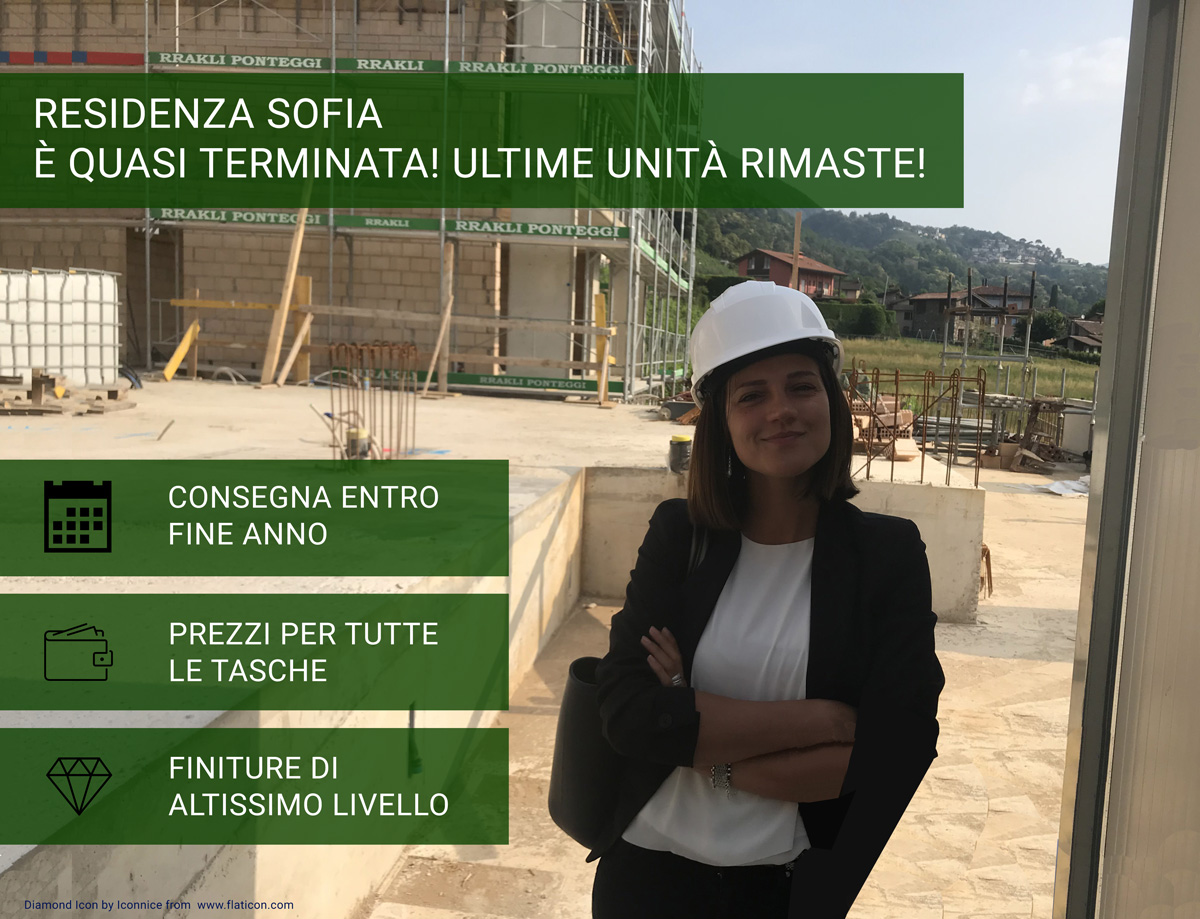 RRAKLI PONTEGGI RRAKLI RRAKLI PONTEGGI
RESIDENZA SOFIA
È QUASI TERMINATA! ULTIME UNITÀ RIMASTE!
RRAKLI PONTEGGI RRAKLI RRAKLI PONTEGGI
RRAKLI RRAKLI PONTEGGI
CONSEGNA ENTRO
FINE ANNO
PREZZI PER TUTTE
LE TASCHE
FINITURE DI
ALTISSIMO LIVELLO
Diamond Icon by Iconnice from www.flaticon.com